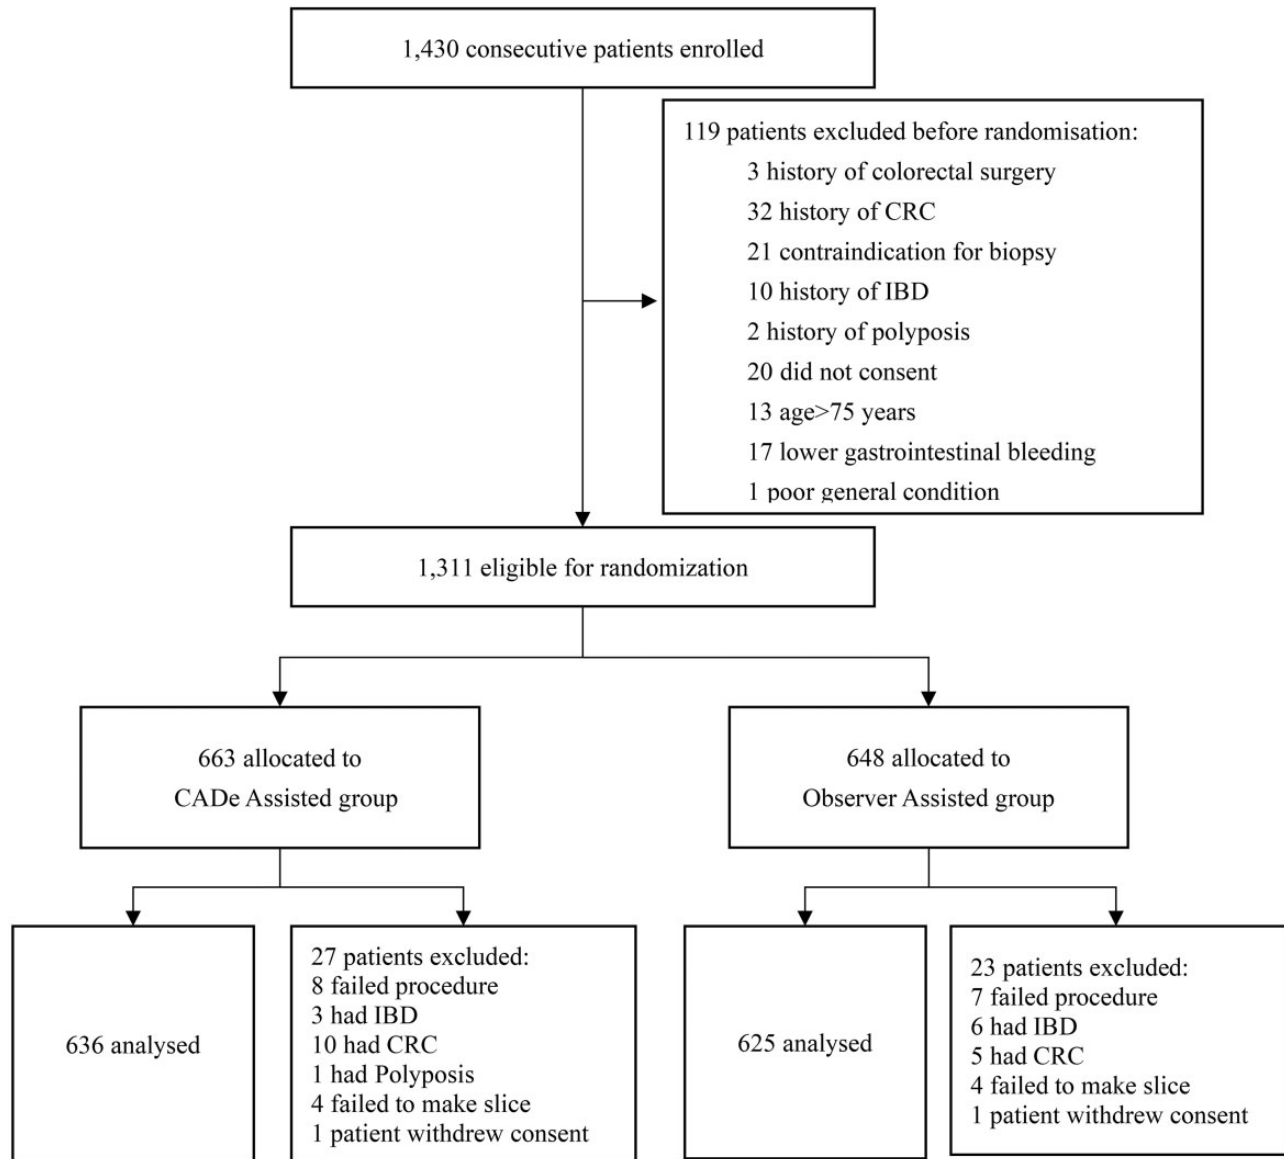 1,430 consecutive patients enrolled
119 patients excluded before randomisation:
3 history of colorectal surgery
32 history of CRC
21 contraindication for biopsy
10 history of IBD
2 history of polyposis
20 did not consent
13 age>75 years
17 lower gastrointestinal bleeding
1 poor general condition
1,311 eligible for randomization
663 allocated to
CADe Assisted group
648 allocated to
Observer Assisted group
636 analysed
27 patients excluded:
8 failed procedure
3 had IBD
10 had CRC
1 had Polyposis
4 failed to make slice
1 patient withdrew consent
625 analysed
23 patients excluded:
7 failed procedure
6 had IBD
5 had CRC
4 failed to make slice
1 patient withdrew consent